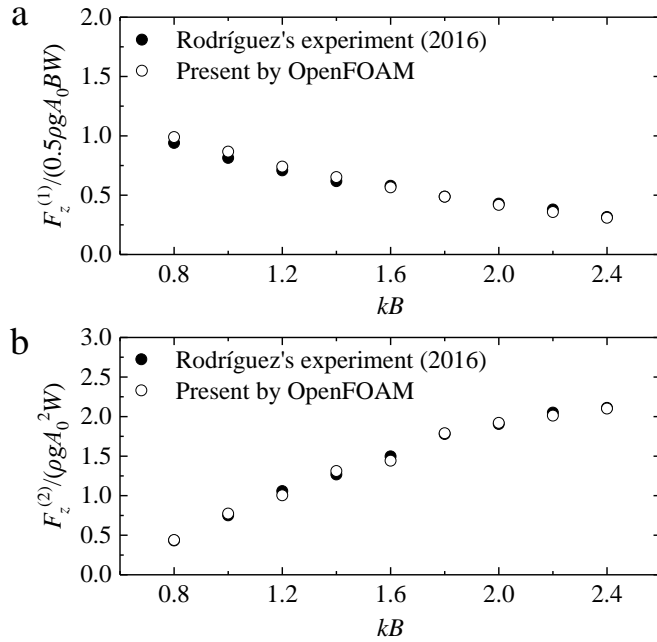 a
2.0
1.5
1.0
0.5
0.0
F_z^(1)/(0.5ρgA_0BW)
Rodríguez's experiment (2016)
Present by OpenFOAM
0.8 1.2 1.6 2.0 2.4
kB
b
3.0
2.5
2.0
1.5
1.0
0.5
0.0
F_z^(2)/(ρgA_0^2W)
Rodríguez's experiment (2016)
Present by OpenFOAM
0.8 1.2 1.6 2.0 2.4
kB